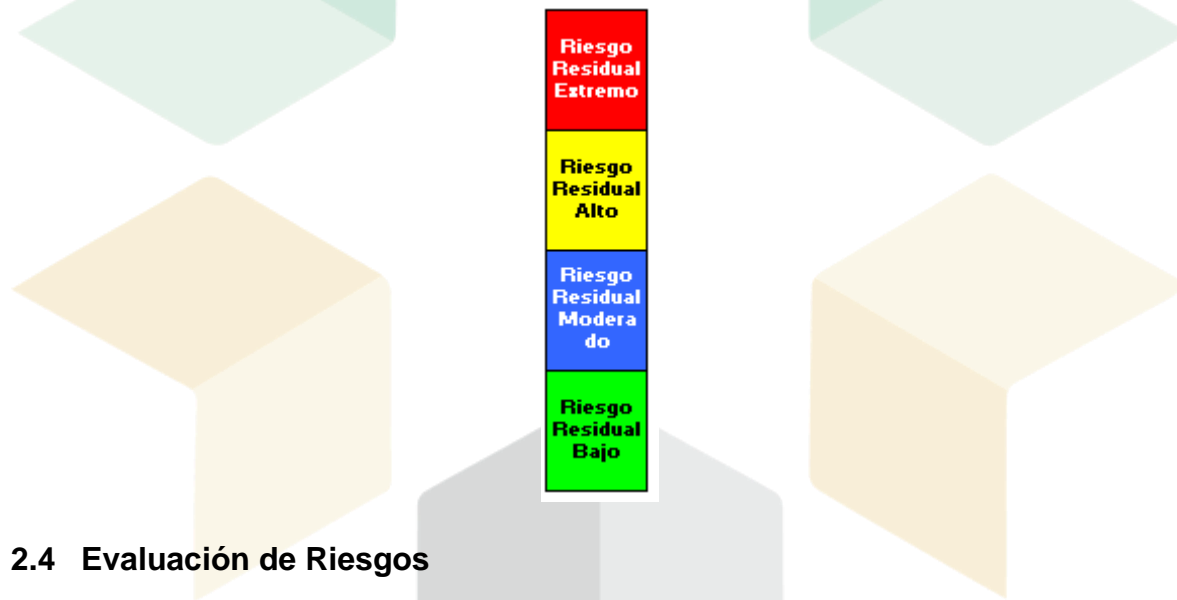 Riesgo
Residual
Extremo
Riesgo
Residual
Alto
Riesgo
Residual
Modera
do
Riesgo
Residual
Bajo
2.4 Evaluación de Riesgos